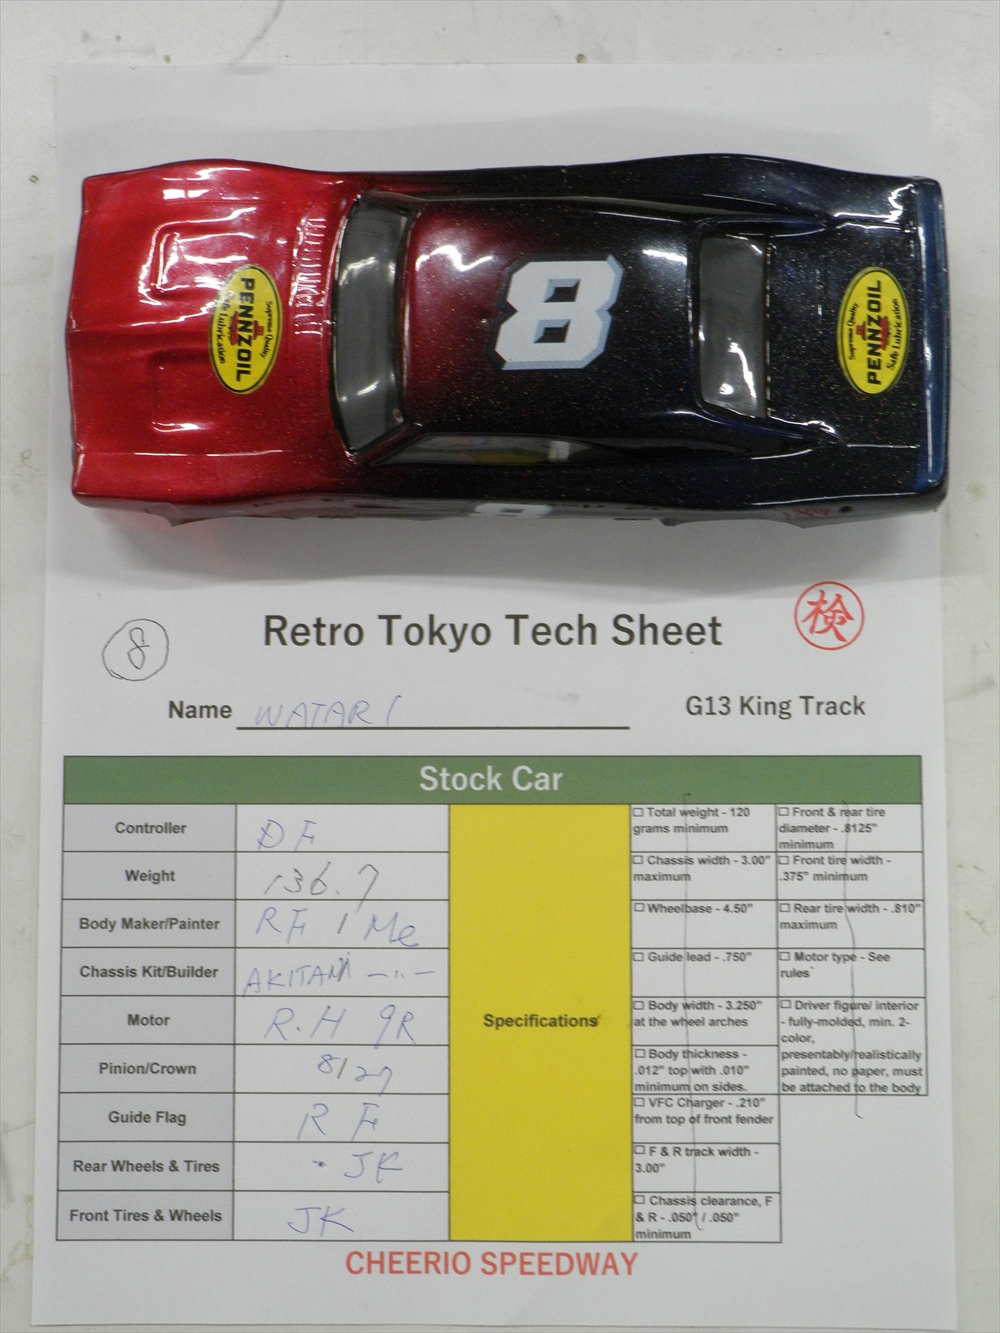 8
PENNZOIL
Supreme Quality
Safe Lubrication
Supreme Quality
PENNZOIL
Safe Lubrication
8
Retro Tokyo Tech Sheet
検
8
Name WATARI
G13 King Track
Stock Car
Controller
DF
Weight
136.7
Body Maker/Painter
RF / Me
Chassis Kit/Builder
AKITANI -〃-
Motor
R.H 9R
Pinion/Crown
8/27
Guide Flag
RF
Rear Wheels & Tires
JK
Front Tires & Wheels
JK
Specifications
☐ Total weight - 120
grams minimum
☐ Chassis width - 3.00"
maximum
☐ Wheelbase - 4.50"
☐ Guide lead - .750"
☐ Body width - 3.250"
at the wheel arches
☐ Body thickness -
.012" top with .010"
minimum on sides.
☐ VFC Charger - .210"
from top of front fender
☐ F & R track width -
3.00"
☐ Chassis clearance, F
& R - .050" / .050"
minimum
☐ Front & rear tire
diameter - .8125"
minimum
☐ Front tire width -
.375" minimum
☐ Rear tire width - .810"
maximum
☐ Motor type - See
rules
☐ Driver figure/ interior
- fully-molded, min. 2-
color,
presentably/realistically
painted, no paper, must
be attached to the body
CHEERIO SPEEDWAY